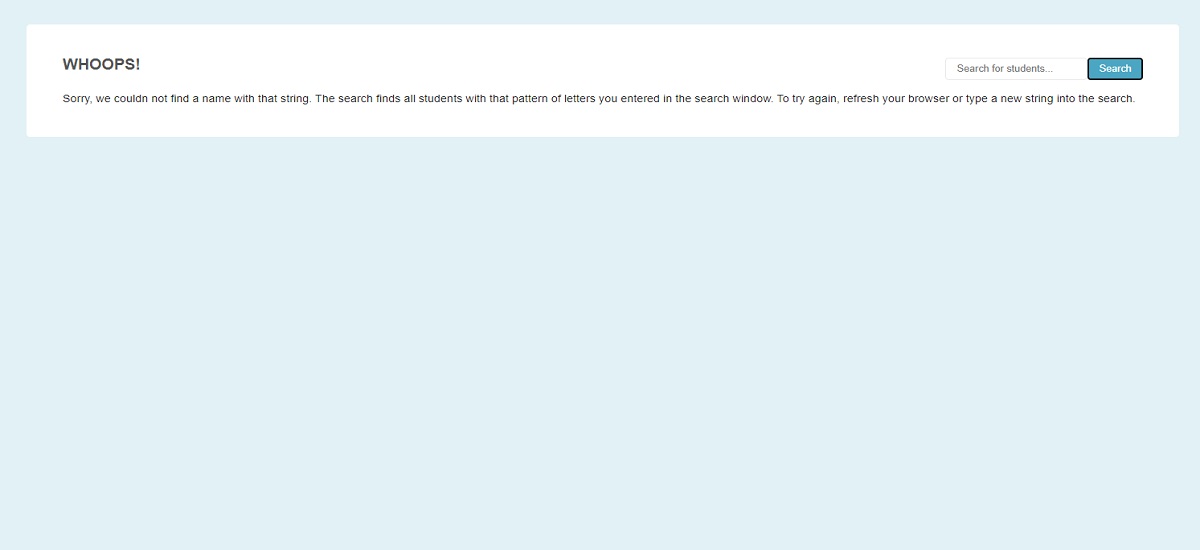 WHOOPS!
Search for students...
Search
Sorry, we couldn not find a name with that string. The search finds all students with that pattern of letters you entered in the search window. To try again, refresh your browser or type a new string into the search.